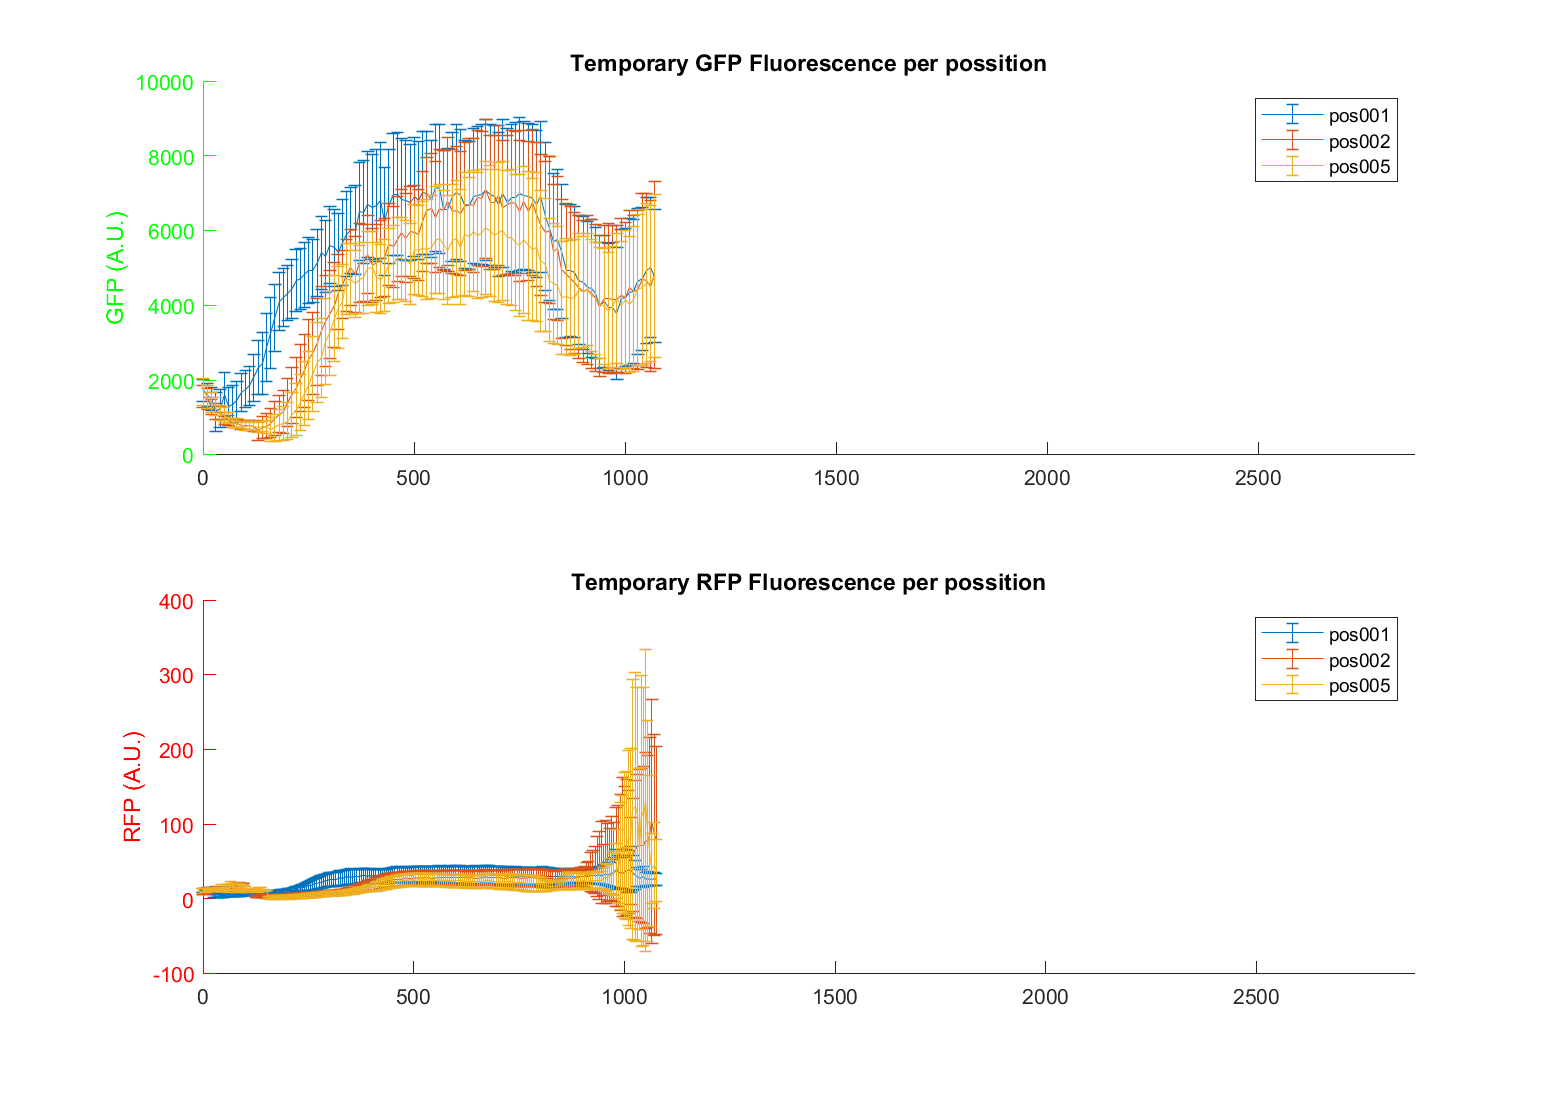 Temporary GFP Fluorescence per possition
GFP (A.U.)
10000
8000
6000
4000
2000
0
0 500 1000 1500 2000 2500
pos001
pos002
pos005
Temporary RFP Fluorescence per possition
RFP (A.U.)
400
300
200
100
0
-100
0 500 1000 1500 2000 2500
pos001
pos002
pos005